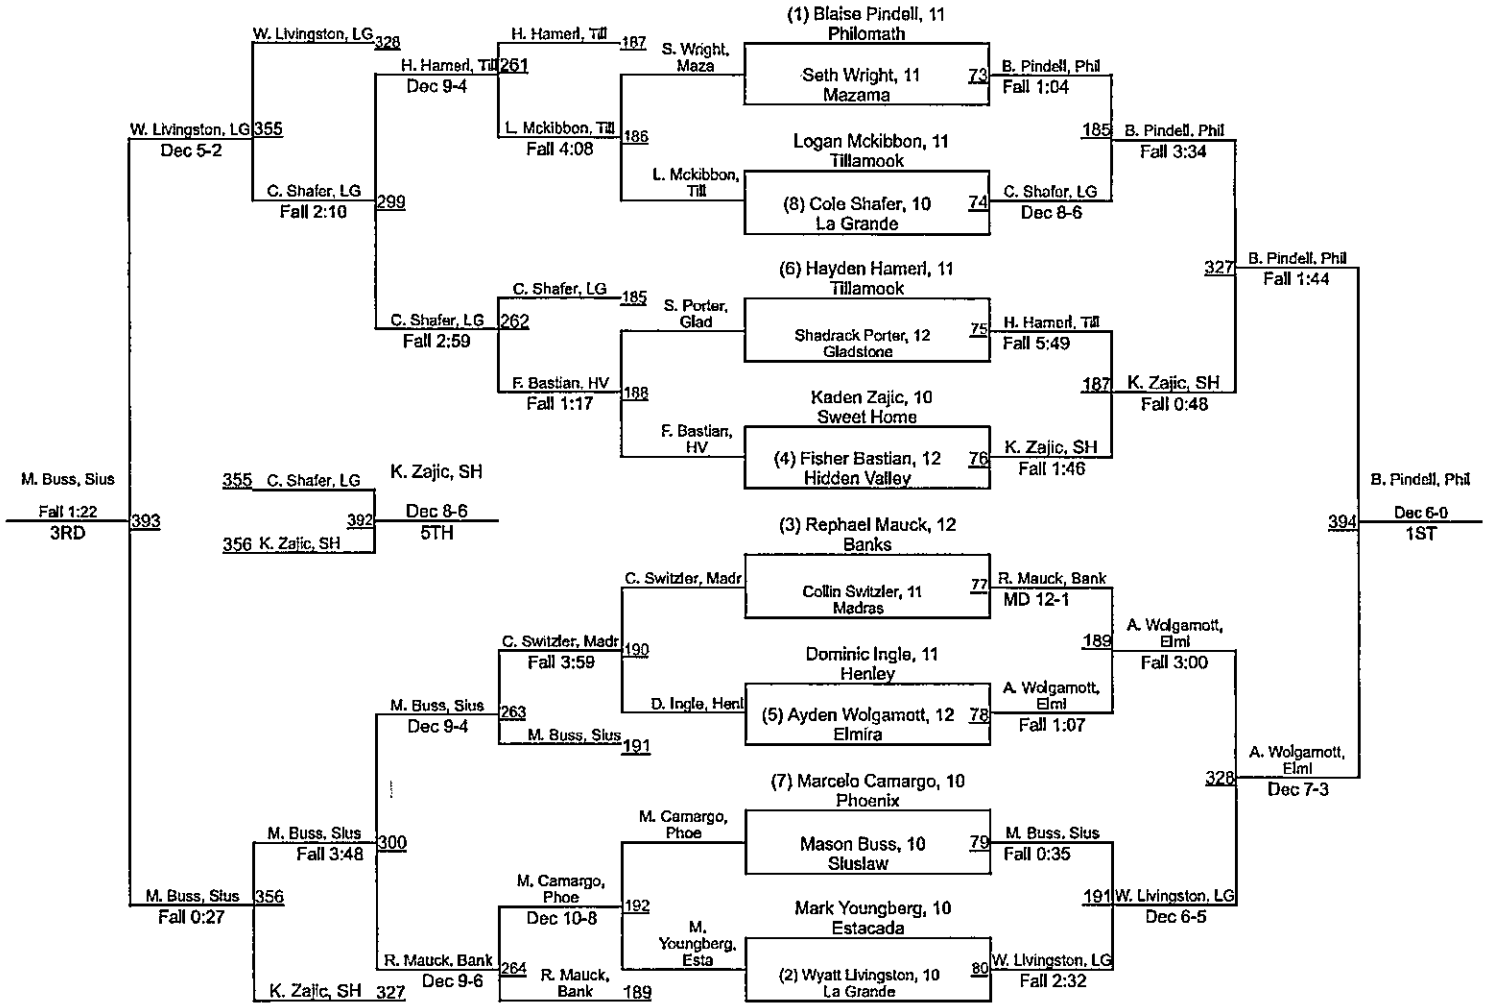 (1) Blaise Pindell, 11
Philomath
Seth Wright, 11
Mazama
73
Logan Mckibbon, 11
Tillamook
(8) Cole Shafer, 10
La Grande
74
(6) Hayden Hamerl, 11
Tillamook
Shadrack Porter, 12
Gladstone
75
Kaden Zajic, 10
Sweet Home
(4) Fisher Bastian, 12
Hidden Valley
76
(3) Rephael Mauck, 12
Banks
Collin Switzler, 11
Madras
77
Dominic Ingle, 11
Henley
(5) Ayden Wolgamott, 12
Elmira
78
(7) Marcelo Camargo, 10
Phoenix
Mason Buss, 10
Siuslaw
79
Mark Youngberg, 10
Estacada
(2) Wyatt Livingston, 10
La Grande
80
B. Pindell, Phil
Fall 1:04
185
C. Shafer, LG
Dec 8-6
H. Hamerl, Till
Fall 5:49
187
K. Zajic, SH
Fall 1:46
R. Mauck, Bank
MD 12-1
189
A. Wolgamott,
Elmi
Fall 1:07
M. Buss, Sius
Fall 0:35
191
W. Livingston, LG
Fall 2:32
B. Pindell, Phil
Fall 3:34
327
K. Zajic, SH
Fall 0:48
A. Wolgamott,
Elmi
Fall 3:00
328
W. Livingston, LG
Dec 6-5
B. Pindell, Phil
Fall 1:44
394
A. Wolgamott,
Elmi
Dec 7-3
B. Pindell, Phil
Dec 6-0
1ST
S. Wright,
Maza
186
L. Mckibbon,
Till
S. Porter,
Glad
188
F. Bastian,
HV
C. Switzler, Madr
190
D. Ingle, Henl
M. Camargo,
Phoe
192
M.
Youngberg,
Esta
H. Hamerl, Till
187
261
L. Mckibbon, Till
Fall 4:08
C. Shafer, LG
185
262
F. Bastian, HV
Fall 1:17
C. Switzler, Madr
Fall 3:59
263
M. Buss, Sius
191
M. Camargo,
Phoe
Dec 10-8
264
R. Mauck,
Bank
189
H. Hamerl, Till
Dec 9-4
299
C. Shafer, LG
Fall 2:59
M. Buss, Sius
Dec 9-4
300
R. Mauck, Bank
Dec 9-6
W. Livingston, LG
328
355
C. Shafer, LG
Fall 2:10
M. Buss, Sius
Fall 3:48
356
K. Zajic, SH
327
W. Livingston, LG
Dec 5-2
393
M. Buss, Sius
Fall 0:27
M. Buss, Sius
Fall 1:22
3RD
355 C. Shafer, LG
392
356 K. Zajic, SH
K. Zajic, SH
Dec 8-6
5TH